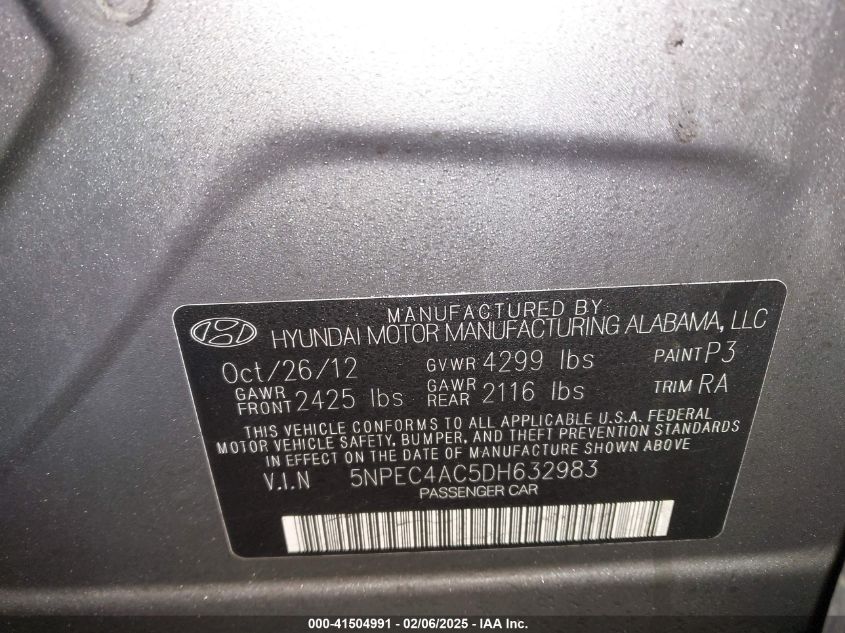 MANUFACTURED BY
HYUNDAI MOTOR MANUFACTURING ALABAMA, LLC
Oct/26/12 GVWR 4299 lbs PAINT P3
GAWR FRONT 2425 lbs GAWR REAR 2116 lbs TRIM RA
THIS VEHICLE CONFORMS TO ALL APPLICABLE U.S.A. FEDERAL
MOTOR VEHICLE SAFETY, BUMPER, AND THEFT PREVENTION STANDARDS
IN EFFECT ON THE DATE OF MANUFACTURE SHOWN ABOVE.
V.I.N 5NPEC4AC5DH632983
PASSENGER CAR
000-41504991 - 02/06/2025 - IAA Inc.